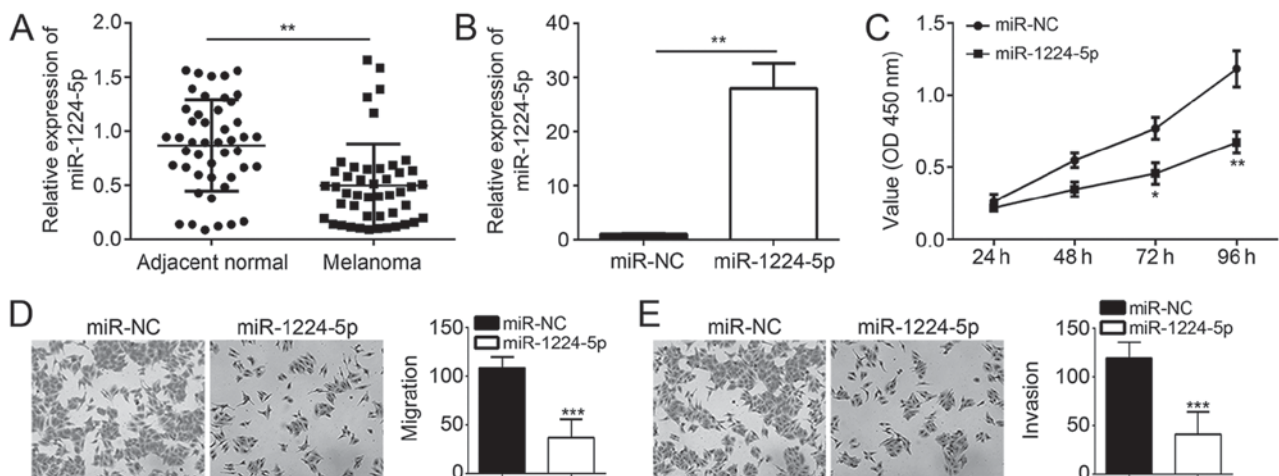 A
Relative expression of
miR-1224-5p
2.0
1.5
1.0
0.5
0.0
**
Adjacent normal
Melanoma
B
Relative expression of
miR-1224-5p
40
30
20
10
0
**
miR-NC
miR-1224-5p
C
Value (OD 450 nm)
1.5
1.0
0.5
0.0
miR-NC
miR-1224-5p
*
**
24 h
48 h
72 h
96 h
D
miR-NC
miR-1224-5p
miR-NC
miR-1224-5p
Migration
150
100
50
0
***
E
miR-NC
miR-1224-5p
miR-NC
miR-1224-5p
Invasion
150
100
50
0
***